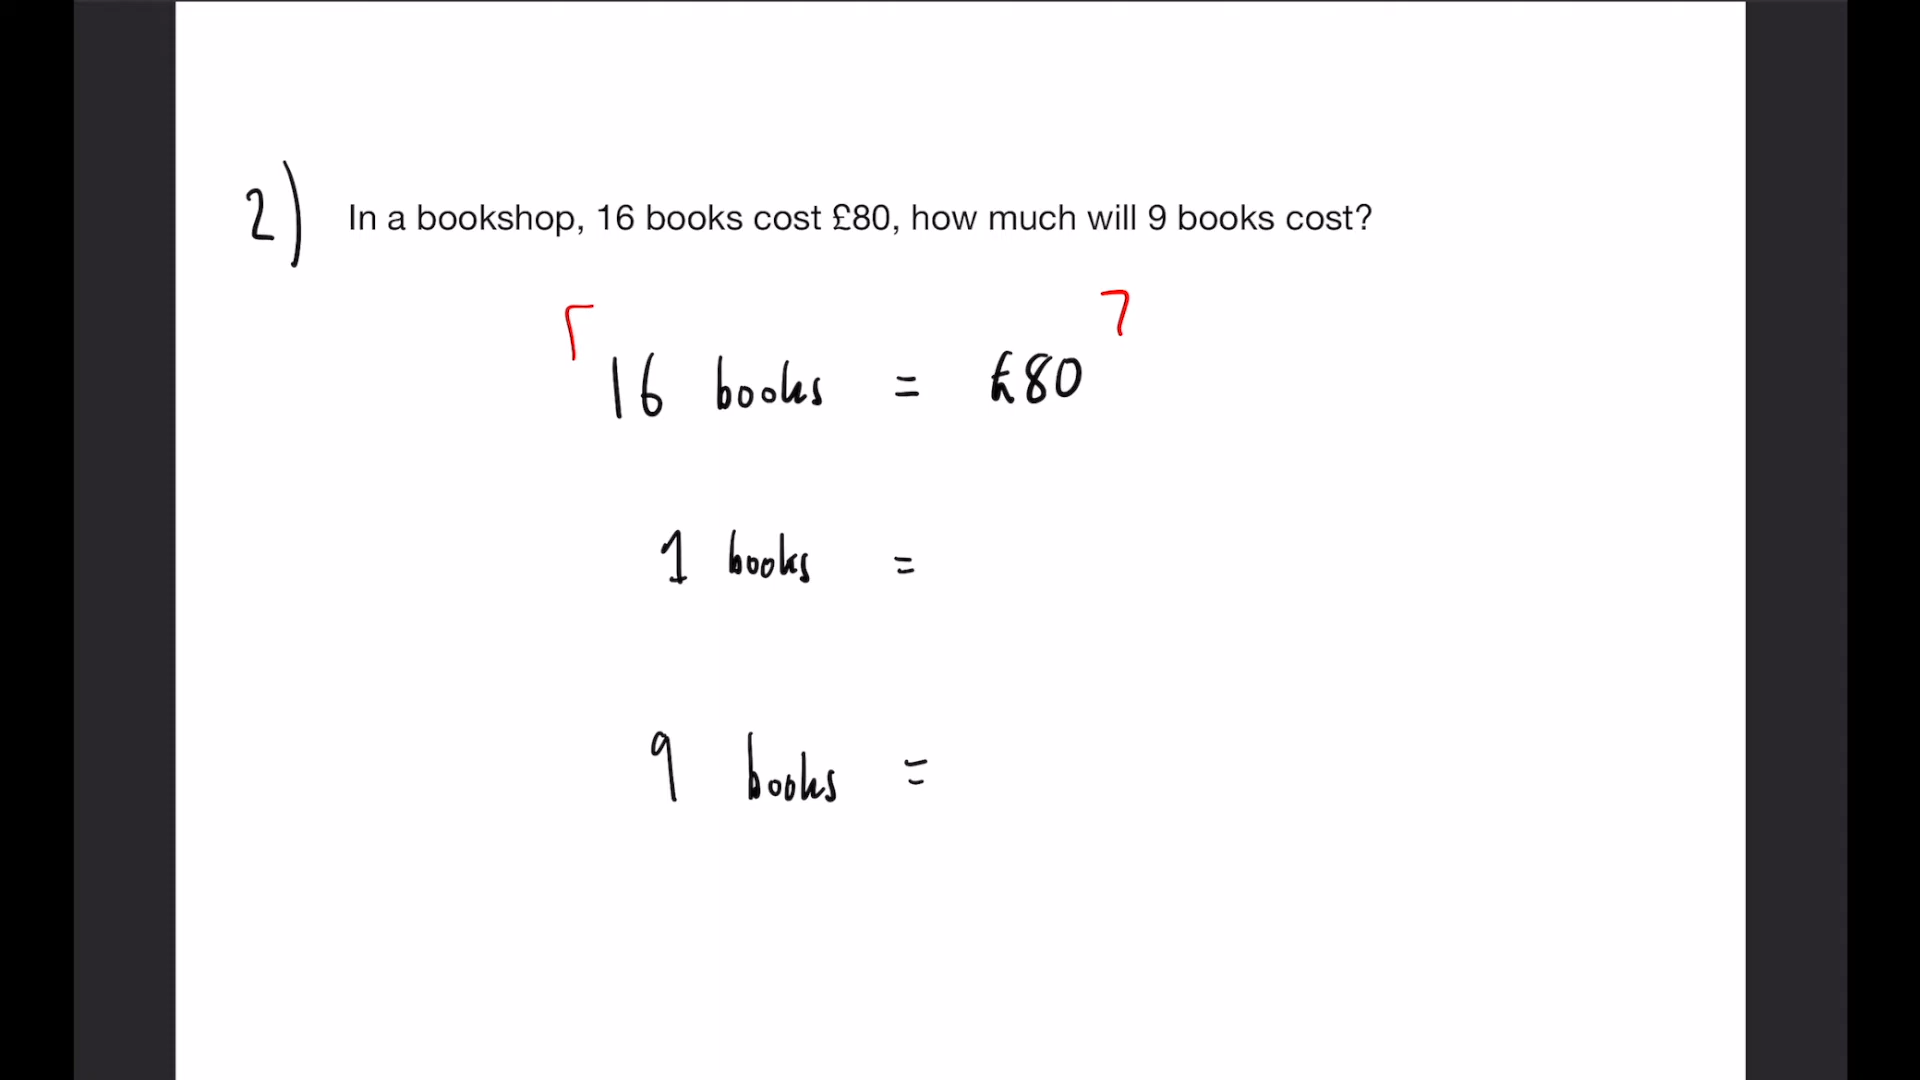 2) In a bookshop, 16 books cost £80, how much will 9 books cost?
16 books = £80
1 books =
9 books =